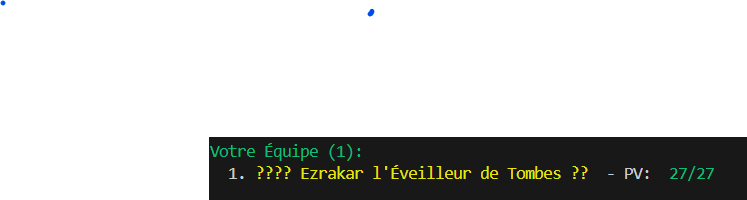 Votre Équipe (1):
1. ???? Ezrakar l'Éveilleur de Tombes ?? - PV: 27/27